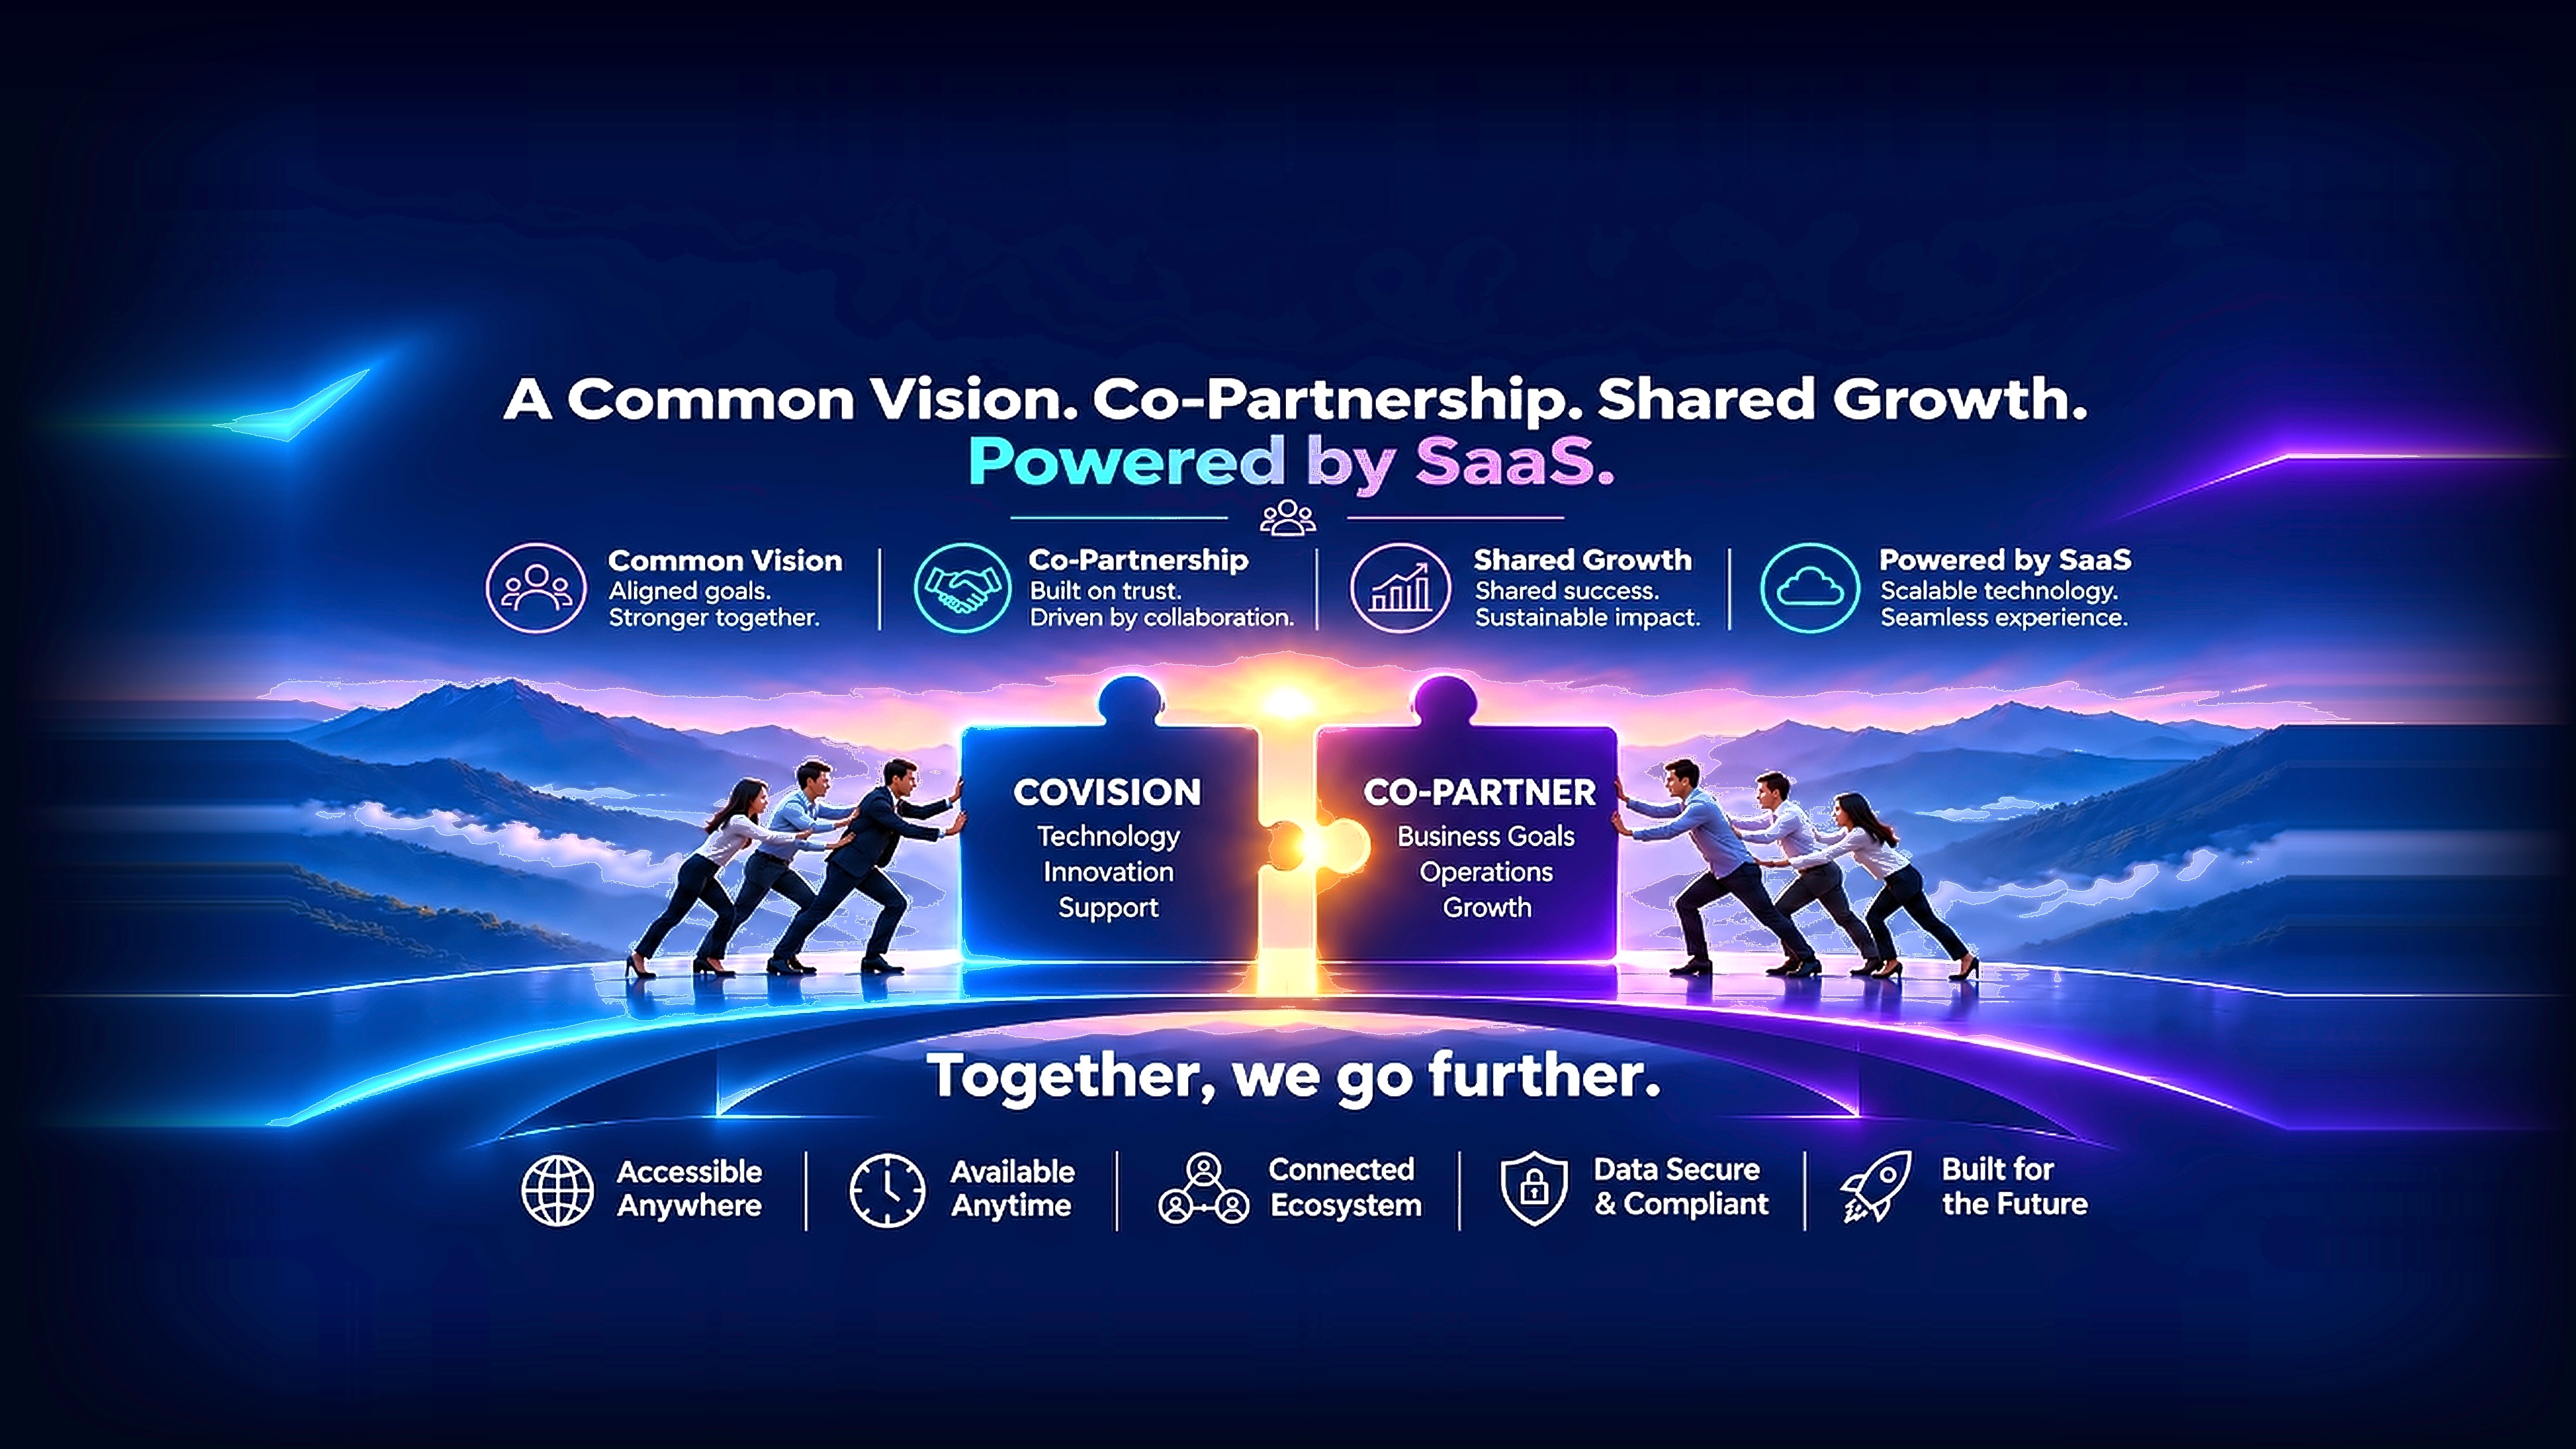 A Common Vision. Co-Partnership. Shared Growth.
Powered by SaaS.
Common Vision
Aligned goals.
Stronger together.
Co-Partnership
Built on trust.
Driven by collaboration.
Shared Growth
Shared success.
Sustainable impact.
Powered by SaaS
Scalable technology.
Seamless experience.
COVISION
Technology
Innovation
Support
CO-PARTNER
Business Goals
Operations
Growth
Together, we go further.
Accessible
Anywhere
Available
Anytime
Connected
Ecosystem
Data Secure
& Compliant
Built for
the Future